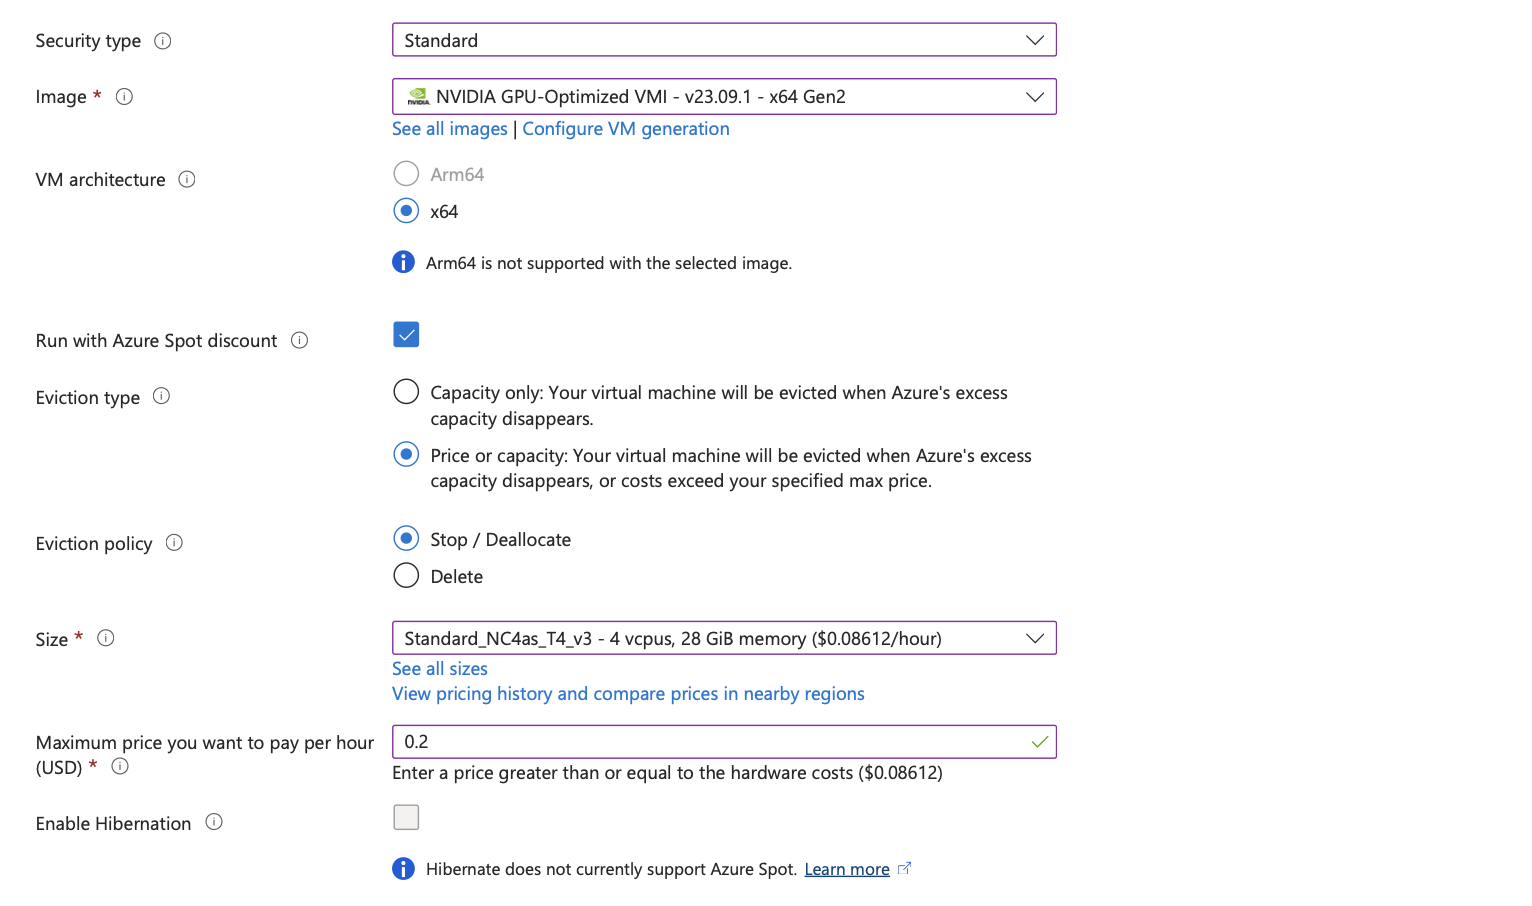 Security type
Standard
Image *
NVIDIA. NVIDIA GPU-Optimized VMI - v23.09.1 - x64 Gen2
See all images | Configure VM generation
VM architecture
Arm64
x64
Arm64 is not supported with the selected image.
Run with Azure Spot discount
Eviction type
Capacity only: Your virtual machine will be evicted when Azure's excess
capacity disappears.
Price or capacity: Your virtual machine will be evicted when Azure's excess
capacity disappears, or costs exceed your specified max price.
Eviction policy
Stop / Deallocate
Delete
Size *
Standard_NC4as_T4_v3 - 4 vcpus, 28 GiB memory ($0.08612/hour)
See all sizes
View pricing history and compare prices in nearby regions
Maximum price you want to pay per hour
(USD) *
0.2
Enter a price greater than or equal to the hardware costs ($0.08612)
Enable Hibernation
Hibernate does not currently support Azure Spot. Learn more